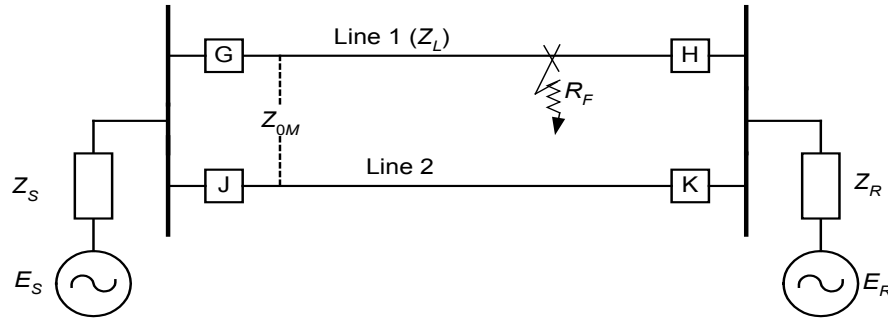 G Line 1 (Z_L) H
R_F
Z_0M
J Line 2 K
Z_S Z_R
E_S E_R